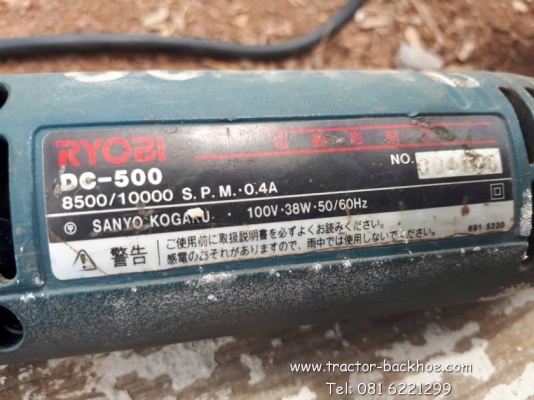 RYOBI
DC-500
8500/10000 S.P.M.·0.4A
NO.
SANYO KOGAKU · 100V·38W·50/60Hz
警告
ご使用前に取扱説明書を必ずよくお読みください。
感電のおそれがありますので、雨中では使用しないでください。
691 5230
www.tractor-backhoe.com
Tel: 081 6221299